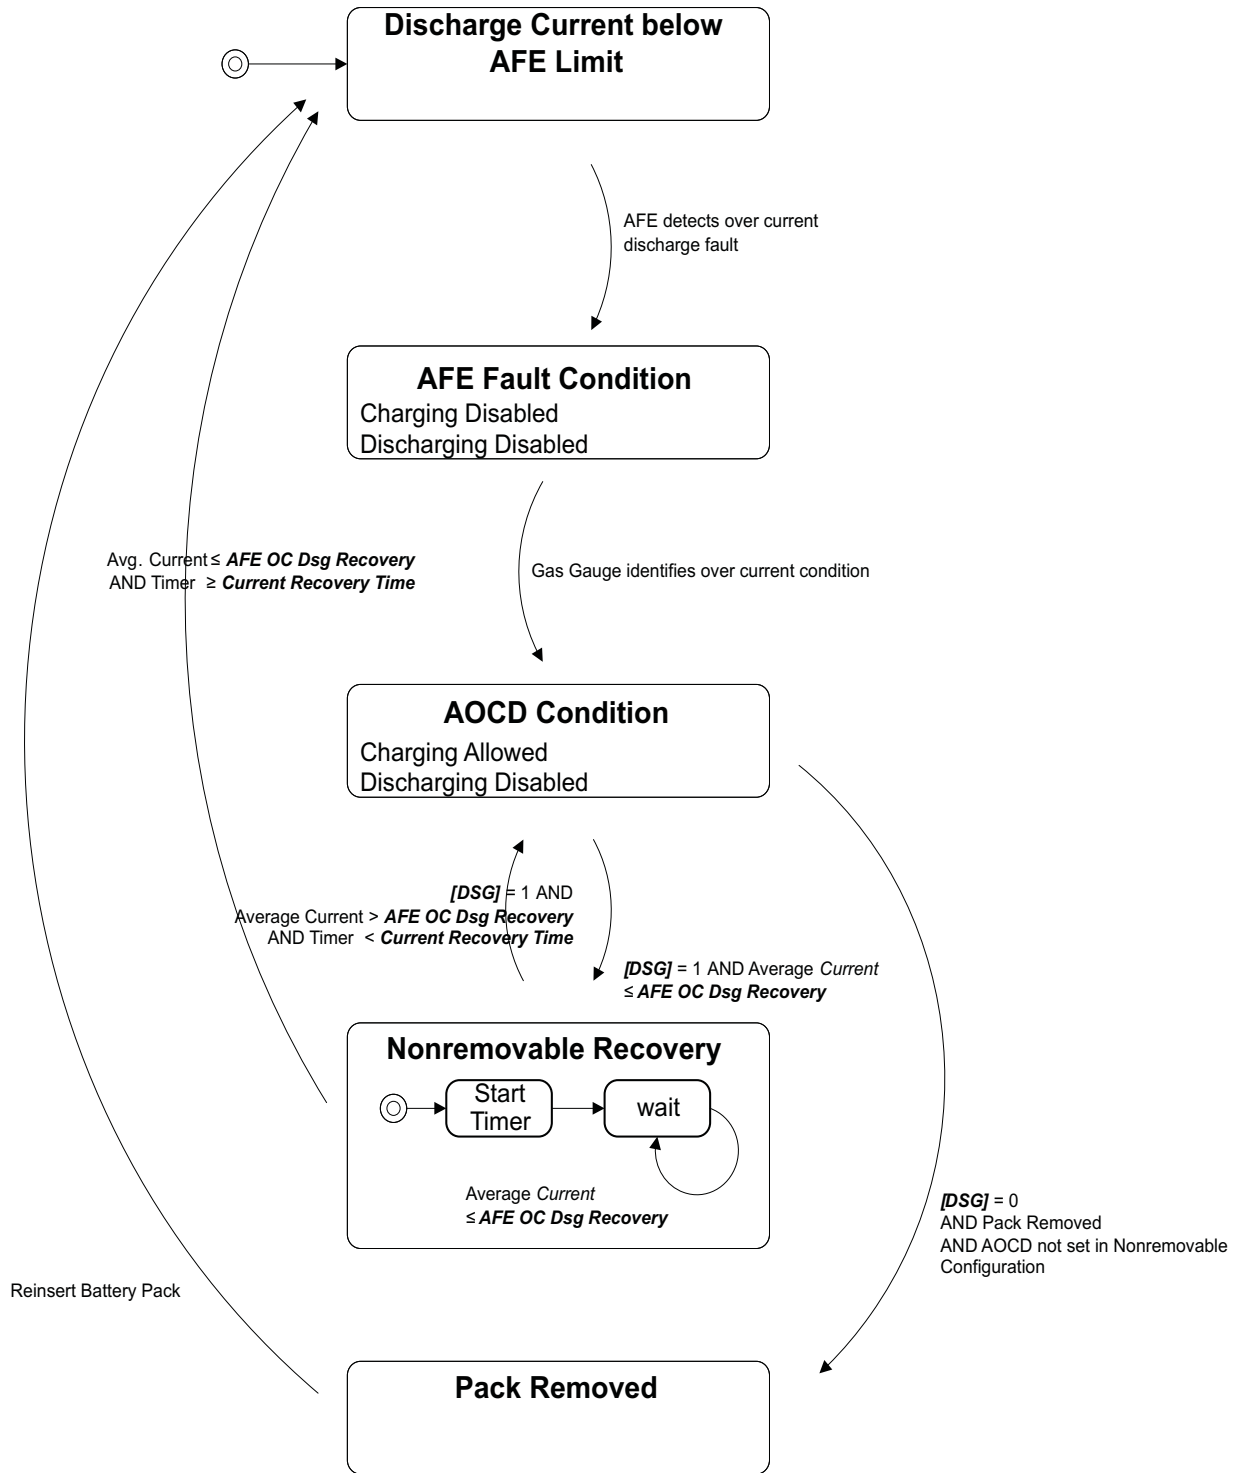 Discharge Current below
AFE Limit
AFE detects over current
discharge fault
AFE Fault Condition
Charging Disabled
Discharging Disabled
Avg. Current ≤ AFE OC Dsg Recovery
AND Timer ≥ Current Recovery Time
Gas Gauge identifies over current condition
AOCD Condition
Charging Allowed
Discharging Disabled
[DSG] = 1 AND
Average Current > AFE OC Dsg Recovery
AND Timer < Current Recovery Time
[DSG] = 1 AND Average Current
≤ AFE OC Dsg Recovery
Nonremovable Recovery
Start
Timer
wait
Average Current
≤ AFE OC Dsg Recovery
[DSG] = 0
AND Pack Removed
AND AOCD not set in Nonremovable
Configuration
Reinsert Battery Pack
Pack Removed